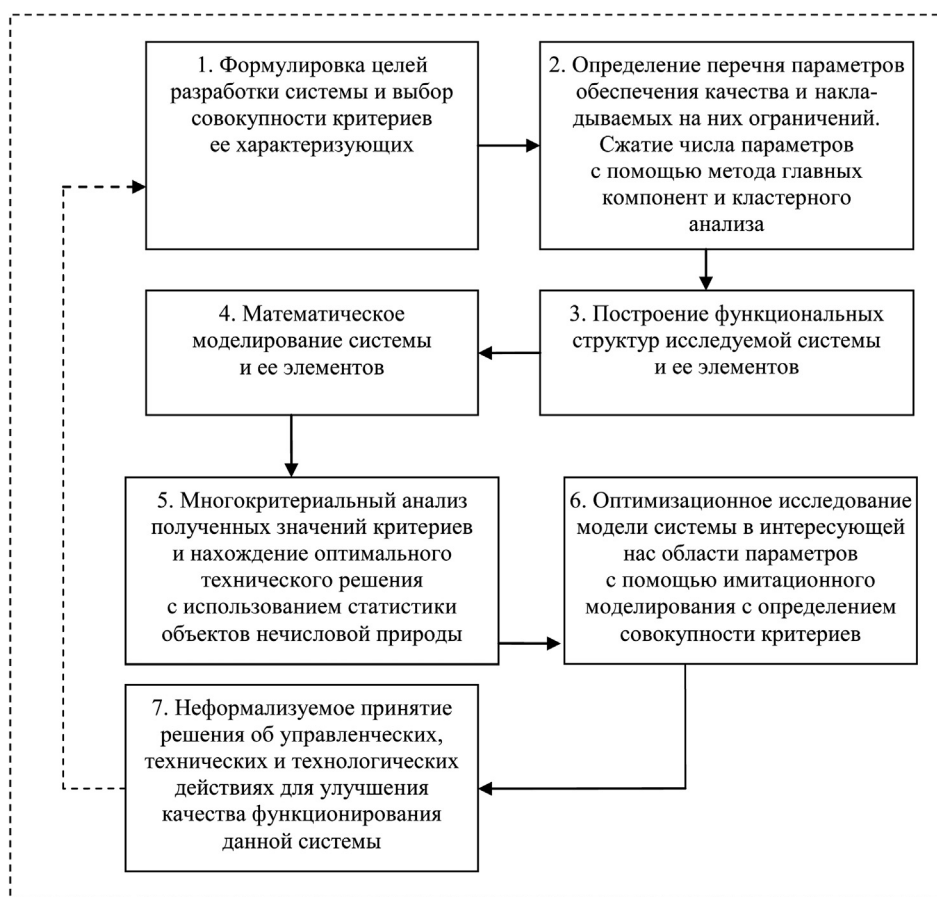 1. Формулировка целей
разработки системы и выбор
совокупности критериев
ее характеризующих
2. Определение перечня параметров
обеспечения качества и накла-
дываемых на них ограничений.
Сжатие числа параметров
с помощью метода главных
компонент и кластерного
анализа
3. Построение функциональных
структур исследуемой системы
и ее элементов
4. Математическое
моделирование системы
и ее элементов
5. Многокритериальный анализ
полученных значений критериев
и нахождение оптимального
технического решения
с использованием статистики
объектов нечисловой природы
6. Оптимизационное исследование
модели системы в интересующей
нас области параметров
с помощью имитационного
моделирования с определением
совокупности критериев
7. Неформализуемое принятие
решения об управленческих,
технических и технологических
действиях для улучшения
качества функционирования
данной системы